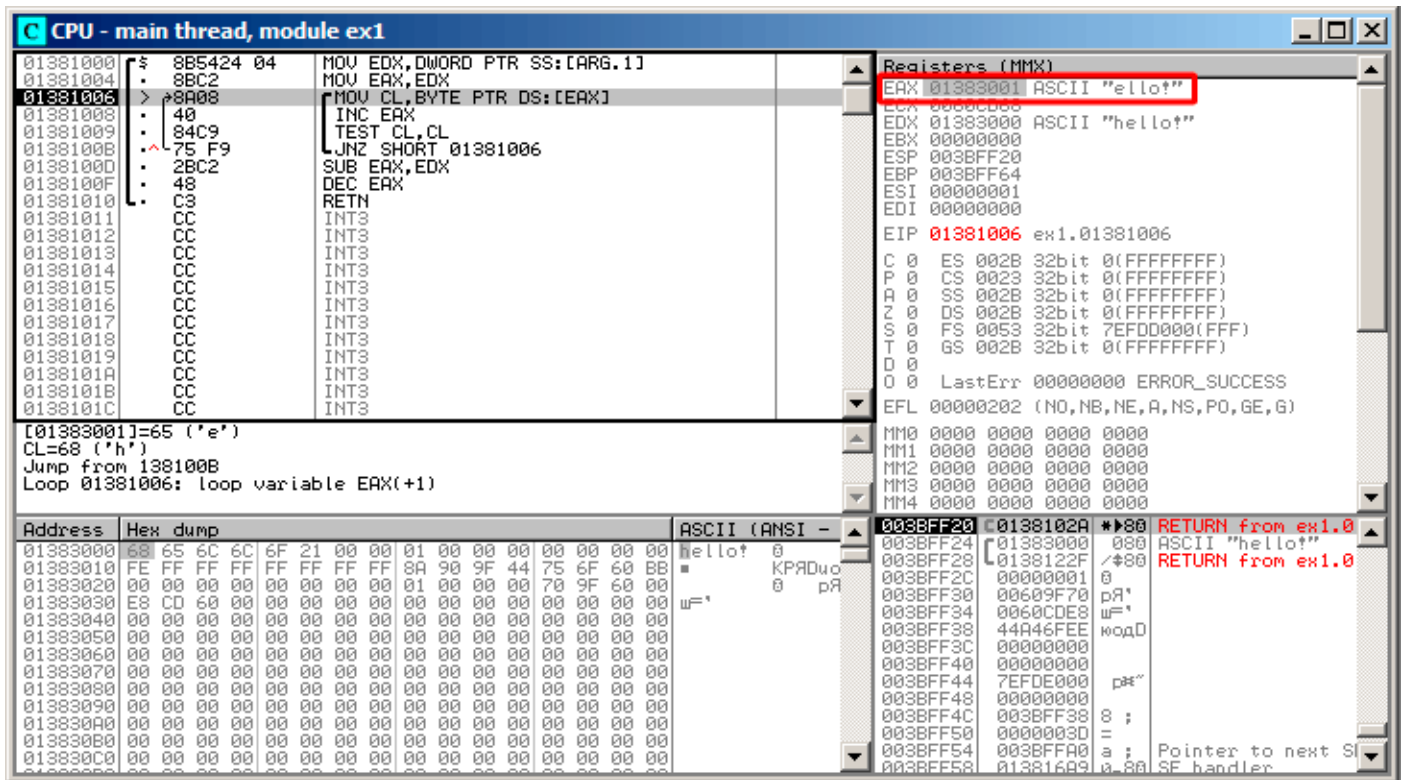 C CPU - main thread, module ex1
01381000 $ 8B5424 04 MOV EDX,DWORD PTR SS:[ARG.1]
01381004 . 8BC2 MOV EAX,EDX
01381006 > 8A08 MOV CL,BYTE PTR DS:[EAX]
01381008 . 40 INC EAX
01381009 . 84C9 TEST CL,CL
0138100B .^ 75 F9 JNZ SHORT 01381006
0138100D . 2BC2 SUB EAX,EDX
0138100F . 48 DEC EAX
01381010 . C3 RETN
01381011 CC INT3
01381012 CC INT3
01381013 CC INT3
01381014 CC INT3
01381015 CC INT3
01381016 CC INT3
01381017 CC INT3
01381018 CC INT3
01381019 CC INT3
0138101A CC INT3
0138101B CC INT3
0138101C CC INT3
[01383001]=65 ('e')
CL=68 ('h')
Jump from 138100B
Loop 01381006: loop variable EAX(+1)
Registers (MMX)
EAX 01383001 ASCII "ello!"
ECX 0060CD68
EDX 01383000 ASCII "hello!"
EBX 00000000
ESP 003BFF20
EBP 003BFF64
ESI 00000001
EDI 00000000
EIP 01381006 ex1.01381006
C 0 ES 002B 32bit 0(FFFFFFFF)
P 0 CS 0023 32bit 0(FFFFFFFF)
A 0 SS 002B 32bit 0(FFFFFFFF)
Z 0 DS 002B 32bit 0(FFFFFFFF)
S 0 FS 0053 32bit 7EFDD000(FFF)
T 0 GS 002B 32bit 0(FFFFFFFF)
D 0
O 0 LastErr 00000000 ERROR_SUCCESS
EFL 00000202 (NO,NB,NE,A,NS,PO,GE,G)
MM0 0000 0000 0000 0000
MM1 0000 0000 0000 0000
MM2 0000 0000 0000 0000
MM3 0000 0000 0000 0000
MM4 0000 0000 0000 0000
Address Hex dump ASCII (ANSI -
01383000 68 65 6C 6C 6F 21 00 00 01 00 00 00 00 00 00 00 hello!
01383010 FE FF FF FF FF FF FF FF 8A 90 9F 44 75 6F 60 BB
01383020 00 00 00 00 00 00 00 00 01 00 00 00 70 9F 60 00
01383030 E8 CD 60 00 00 00 00 00 00 00 00 00 00 00 00 00
01383040 00 00 00 00 00 00 00 00 00 00 00 00 00 00 00 00
01383050 00 00 00 00 00 00 00 00 00 00 00 00 00 00 00 00
01383060 00 00 00 00 00 00 00 00 00 00 00 00 00 00 00 00
01383070 00 00 00 00 00 00 00 00 00 00 00 00 00 00 00 00
01383080 00 00 00 00 00 00 00 00 00 00 00 00 00 00 00 00
01383090 00 00 00 00 00 00 00 00 00 00 00 00 00 00 00 00
013830A0 00 00 00 00 00 00 00 00 00 00 00 00 00 00 00 00
013830B0 00 00 00 00 00 00 00 00 00 00 00 00 00 00 00 00
013830C0 00 00 00 00 00 00 00 00 00 00 00 00 00 00 00 00
003BFF20 0138102A RETURN from ex1.0
003BFF24 01383000 ASCII "hello!"
003BFF28 0138122F RETURN from ex1.0
003BFF2C 00000001
003BFF30 00609F70 pЯ'
003BFF34 0060CDE8 ш='
003BFF38 44A46FEE юодD
003BFF3C 00000000
003BFF40 00000000
003BFF44 7EFDE000
003BFF48 00000000
003BFF4C 003BFF38 8 ;
003BFF50 0000003D =
003BFF54 003BFFA0 a ; Pointer to next S
003BFF58 013816A9 SE handler